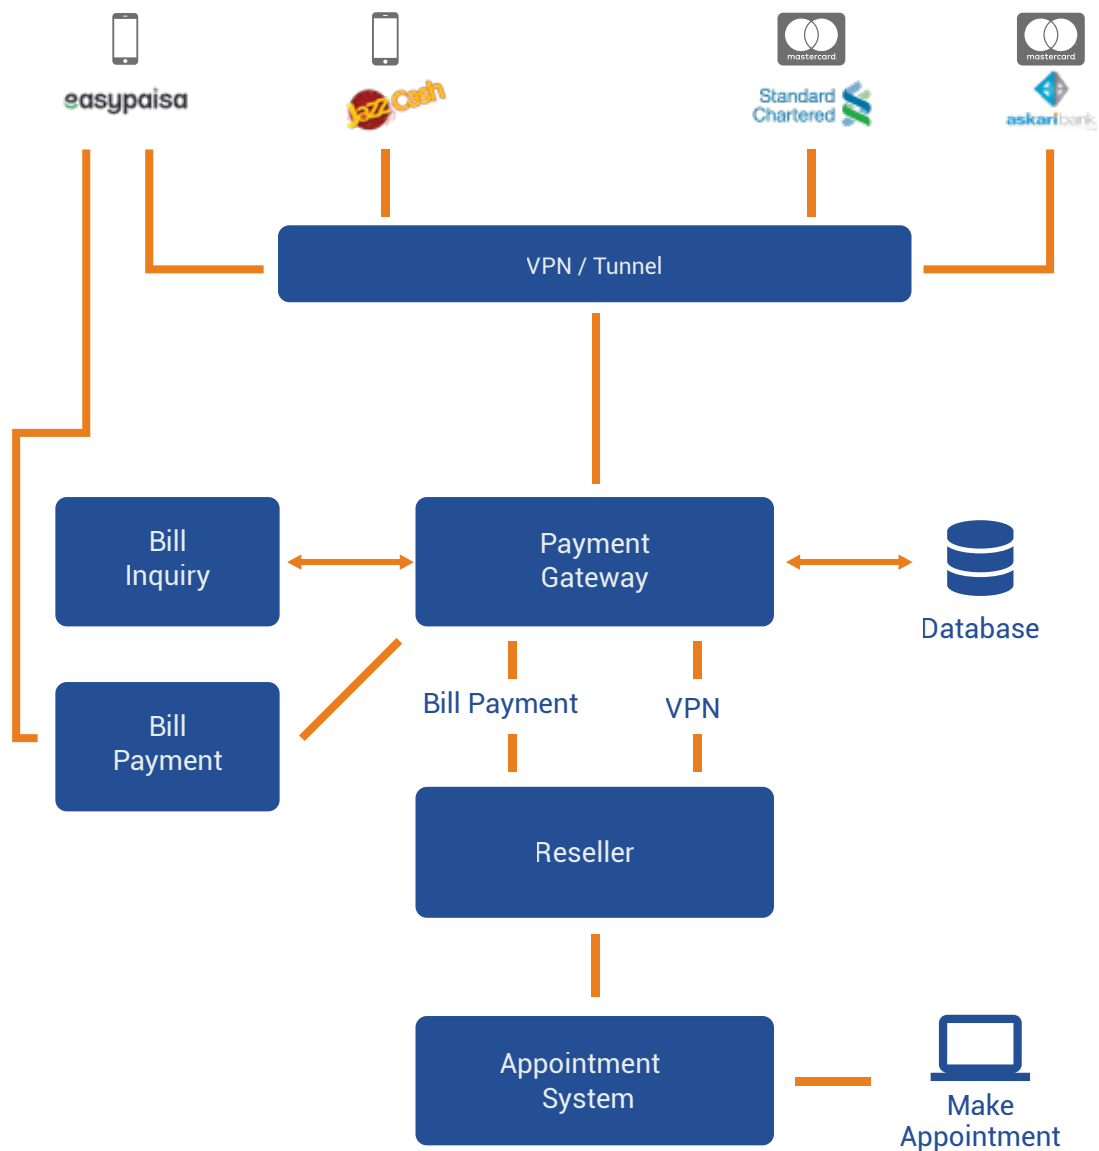 mastercard
mastercard
easypaisa
JazzCash
Standard
Chartered
askaribank
VPN / Tunnel
Bill
Inquiry
Payment
Gateway
Database
Bill Payment
VPN
Bill
Payment
Reseller
Appointment
System
Make
Appointment